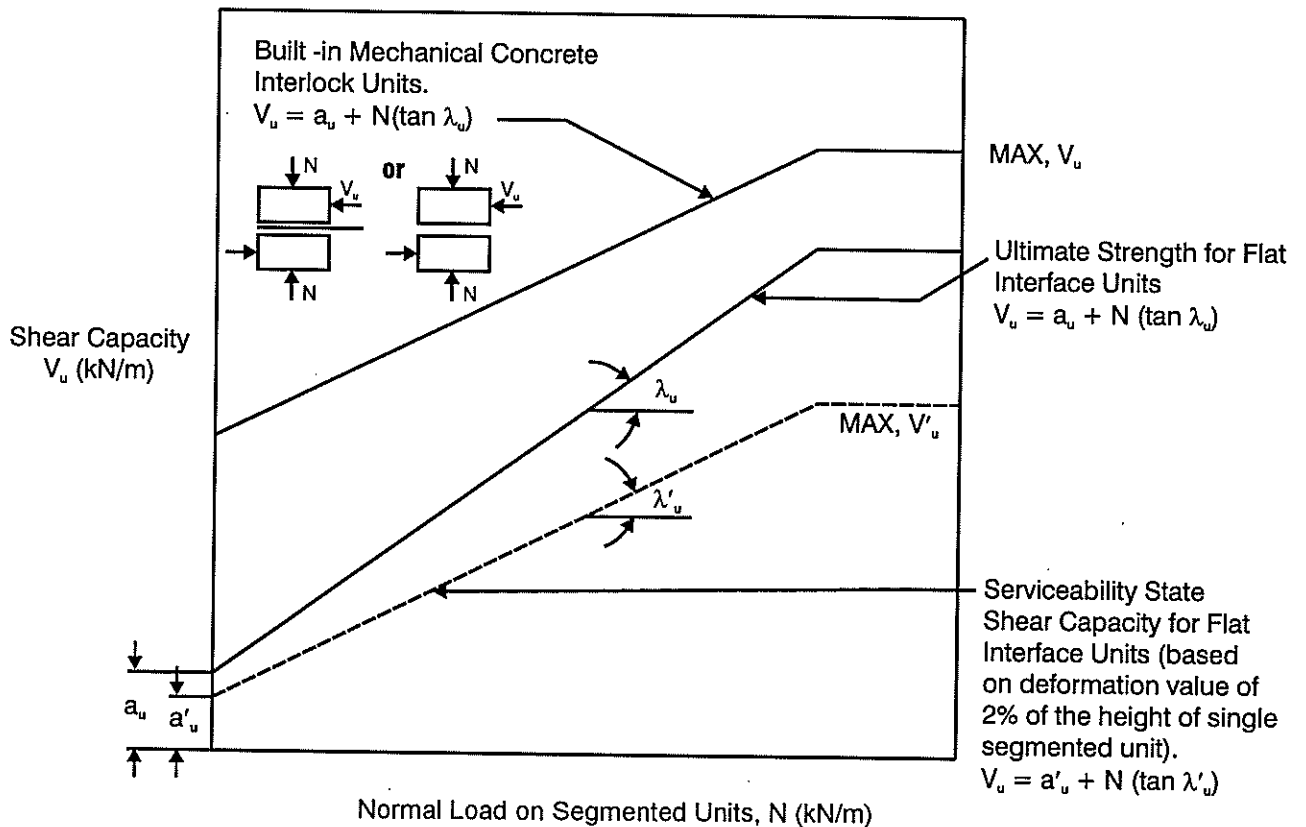 Built -in Mechanical Concrete
Interlock Units.
Vᵤ = aᵤ + N(tan λᵤ)
N
or
N
Vᵤ
Vᵤ
N
N
MAX, Vᵤ
Ultimate Strength for Flat
Interface Units
Vᵤ = aᵤ + N (tan λᵤ)
Shear Capacity
Vᵤ (kN/m)
λᵤ
MAX, V'ᵤ
λ'ᵤ
Serviceability State
Shear Capacity for Flat
Interface Units (based
on deformation value of
2% of the height of single
segmented unit).
Vᵤ = a'ᵤ + N (tan λ'ᵤ)
aᵤ
a'ᵤ
Normal Load on Segmented Units, N (kN/m)